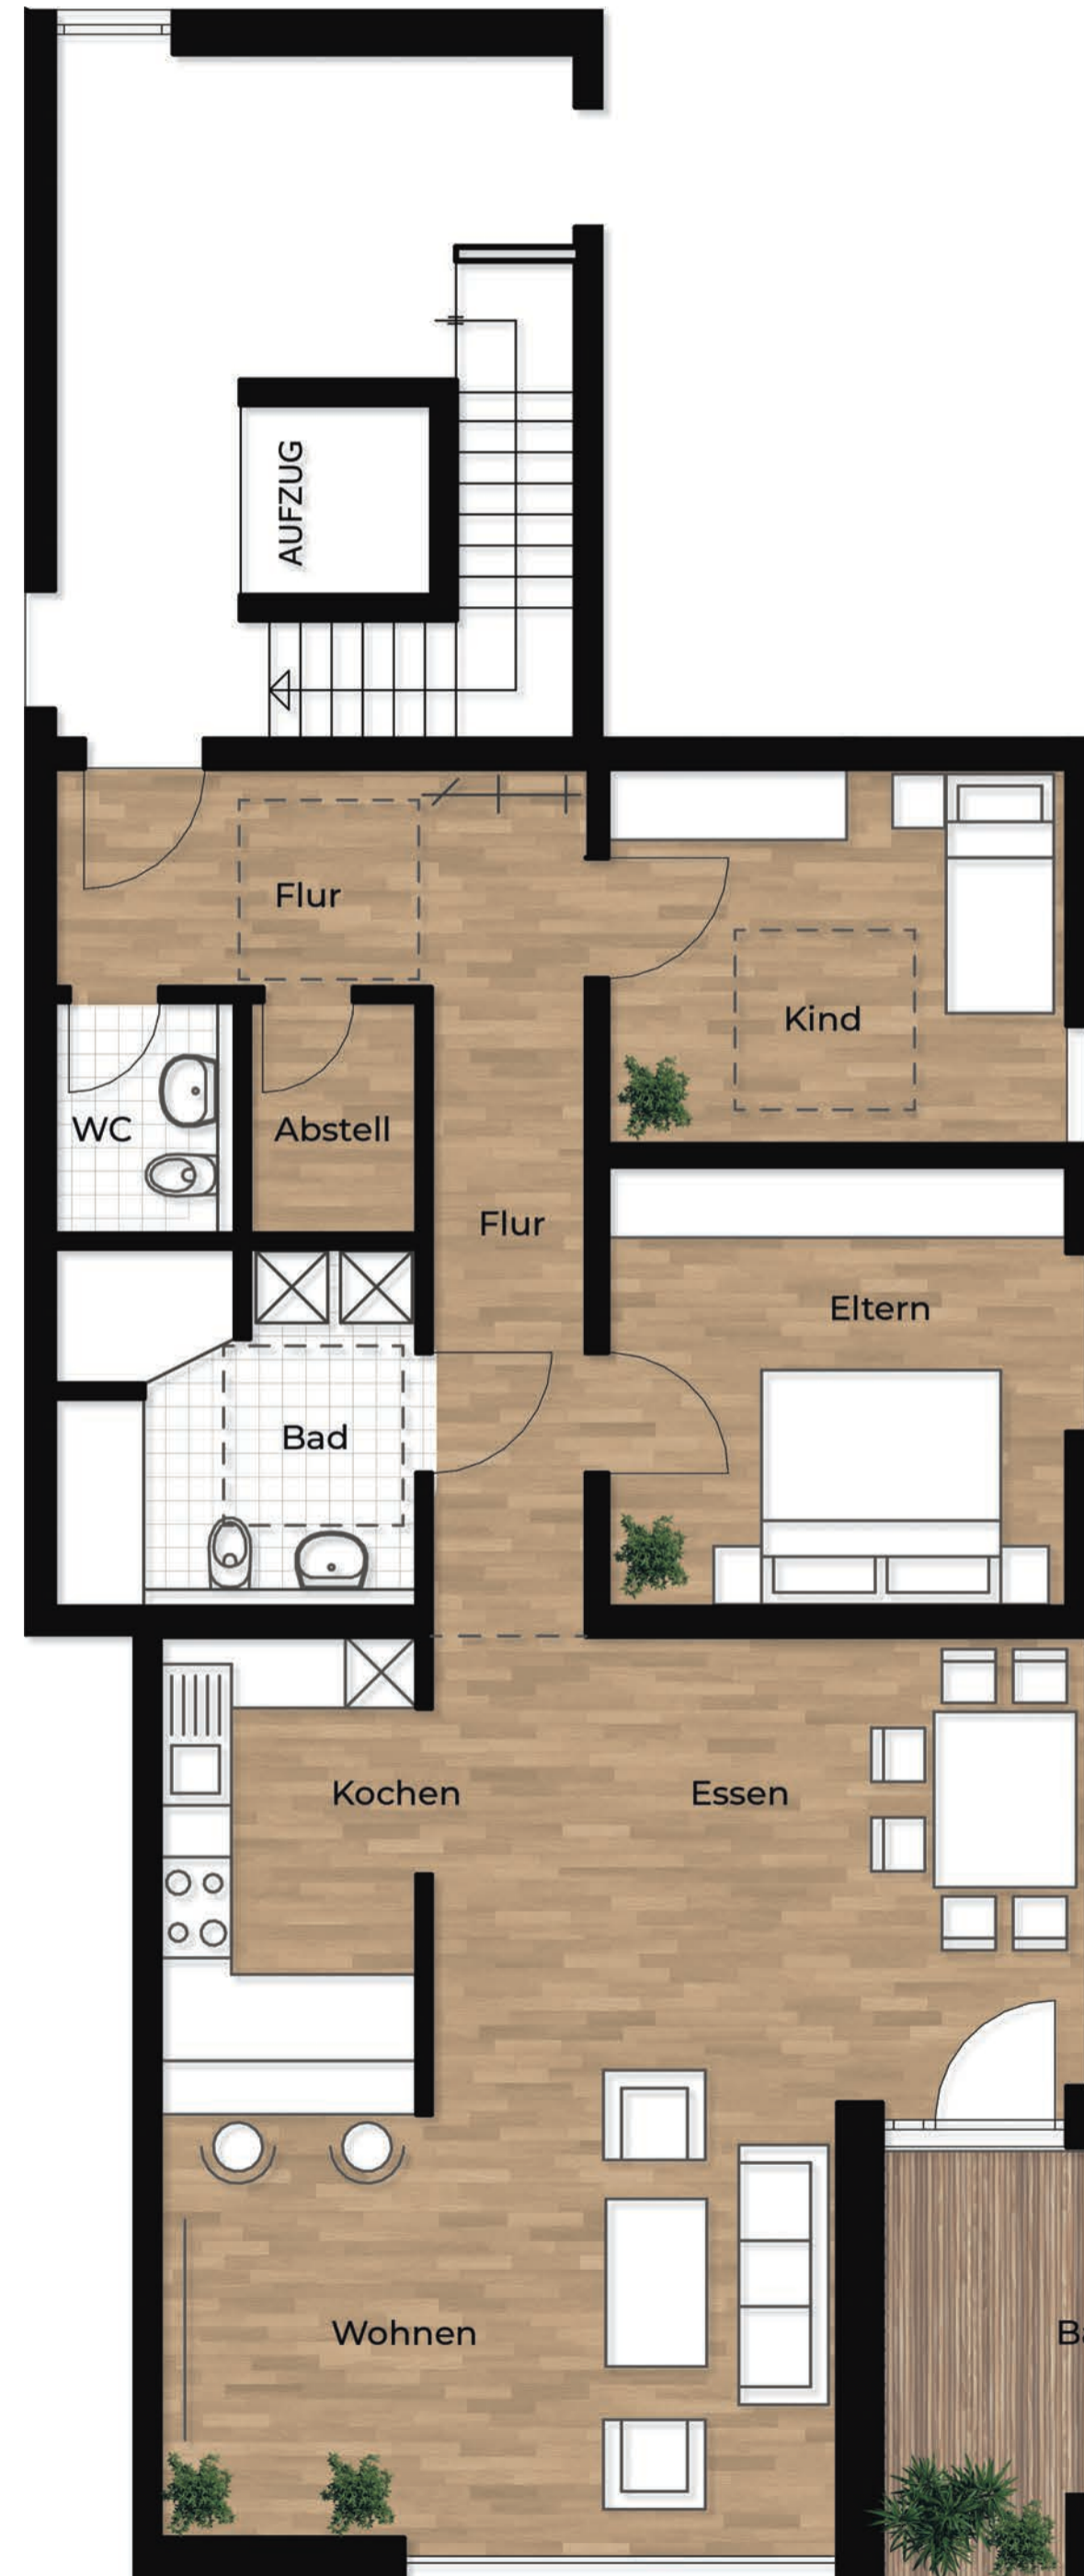 AUFZUG
Flur
Kind
WC
Abstell
Flur
Eltern
Bad
Kochen
Essen
Wohnen